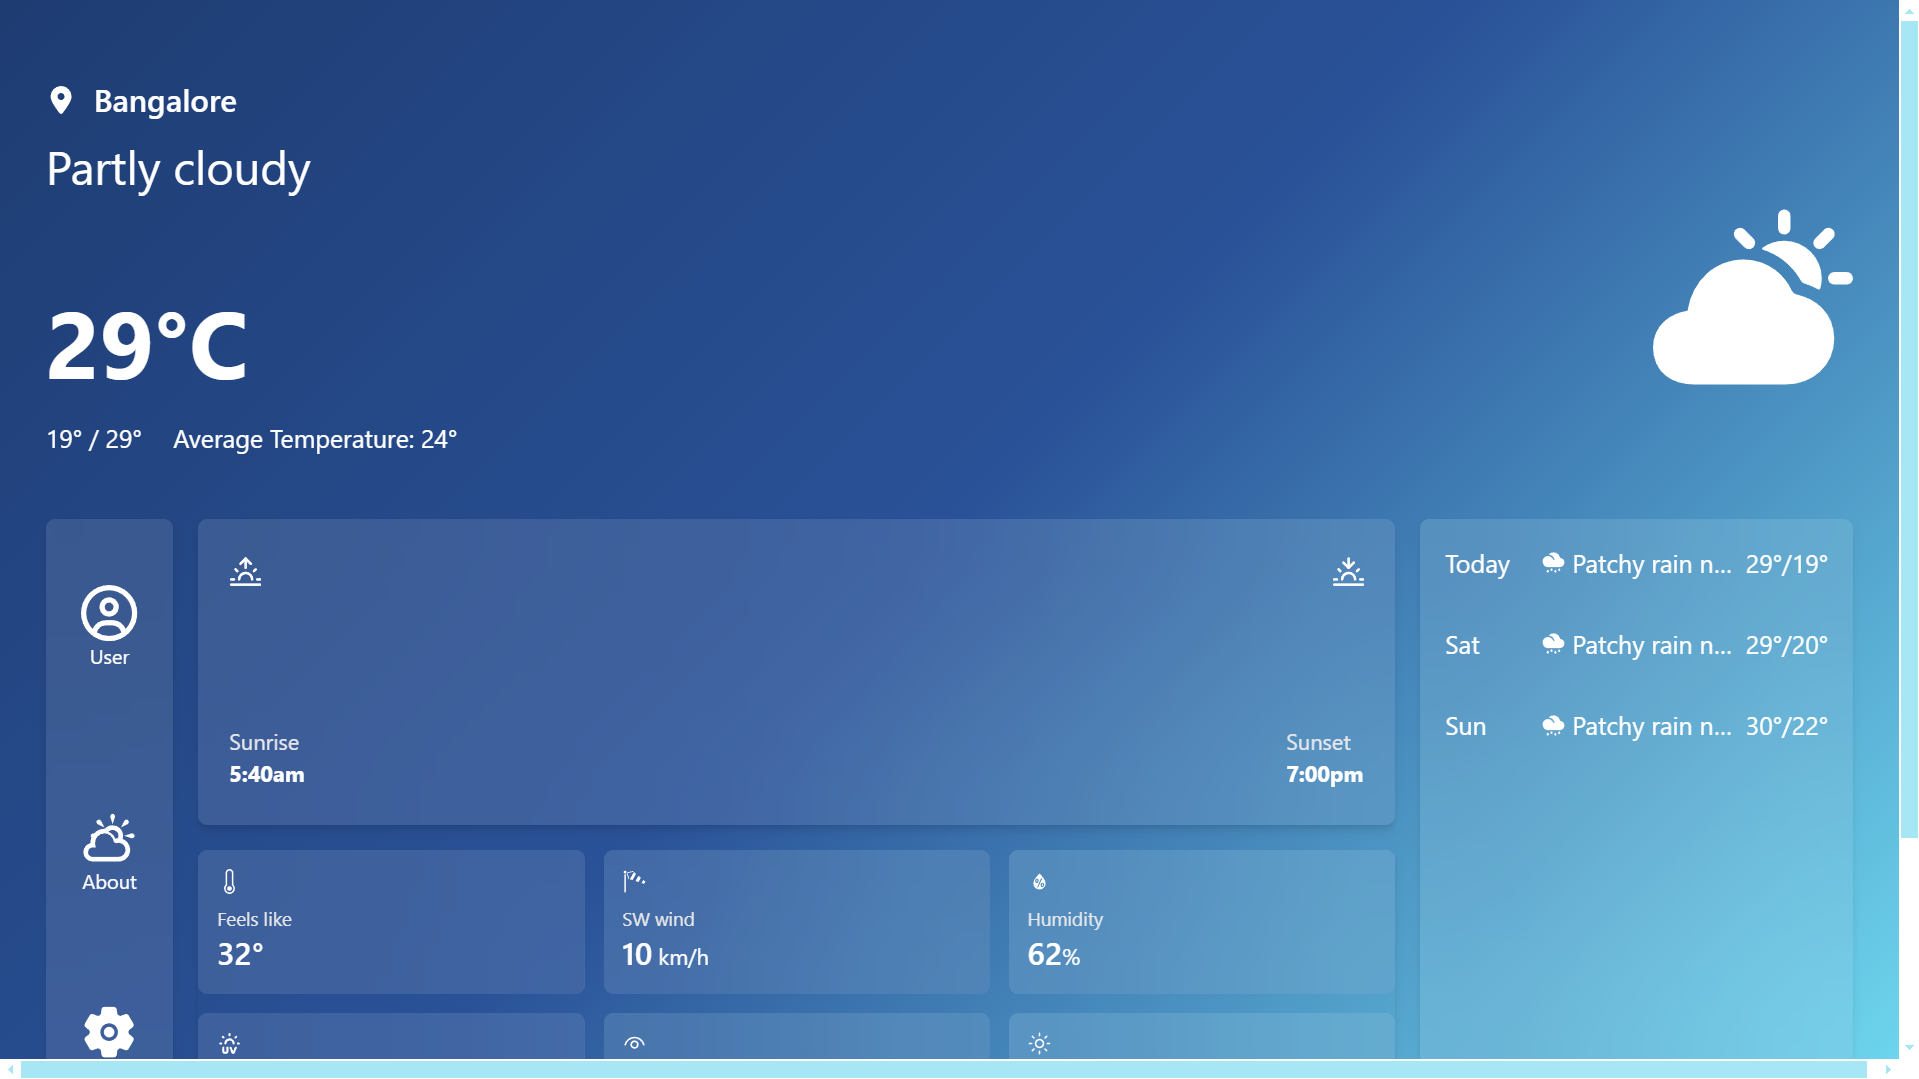 Bangalore
Partly cloudy
29°C
19° / 29° Average Temperature: 24°
User
About
Sunrise
5:40am
Sunset
7:00pm
Feels like
32°
SW wind
10 km/h
Humidity
62%
UV
Today Patchy rain n... 29°/19°
Sat Patchy rain n... 29°/20°
Sun Patchy rain n... 30°/22°